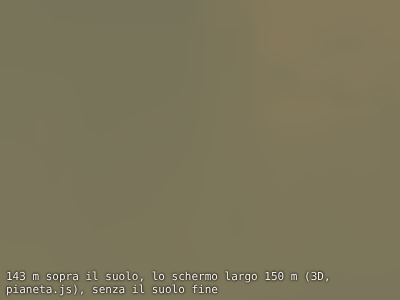 143 m sopra il suolo, lo schermo largo 150 m (3D,
pianeta.js), senza il suolo fine